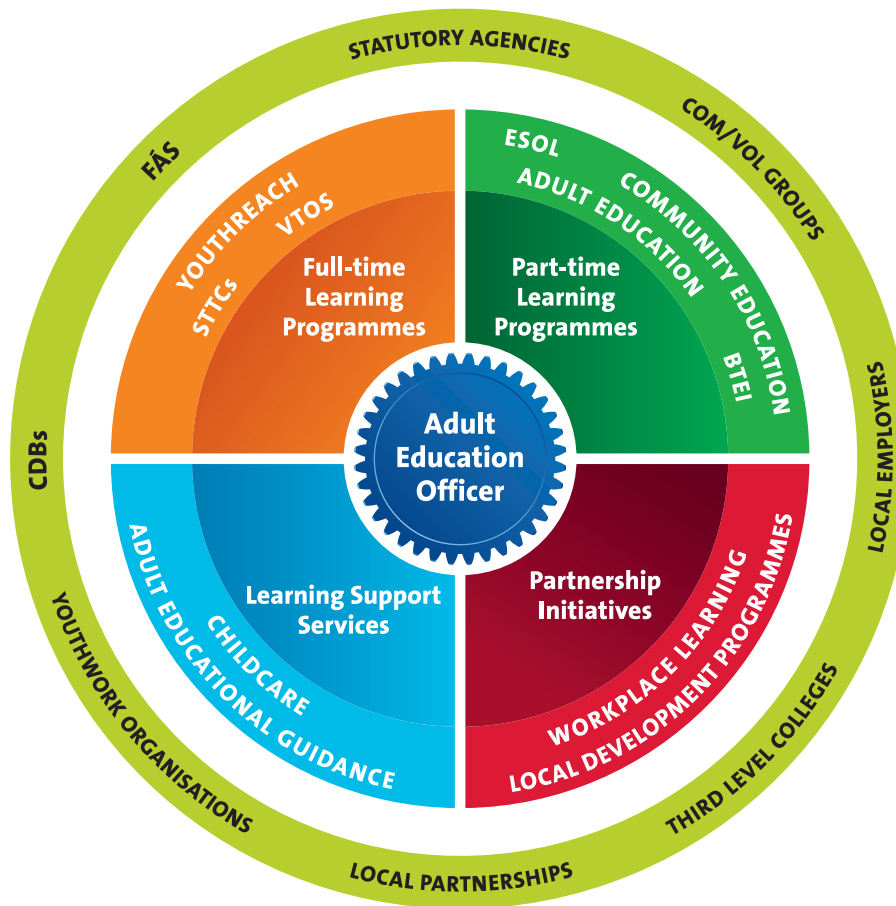 STATUTORY AGENCIES
COM/VOL GROUPS
LOCAL EMPLOYERS
THIRD LEVEL COLLEGES
LOCAL PARTNERSHIPS
YOUTHWORK ORGANISATIONS
CDBs
FÁS
YOUTHREACH
VTOS
STTCs
Full-time
Learning
Programmes
ESOL
COMMUNITY EDUCATION
ADULT EDUCATION
BTEI
Part-time
Learning
Programmes
Adult
Education
Officer
Learning Support
Services
CHILDCARE
ADULT EDUCATIONAL GUIDANCE
Partnership
Initiatives
WORKPLACE LEARNING
LOCAL DEVELOPMENT PROGRAMMES